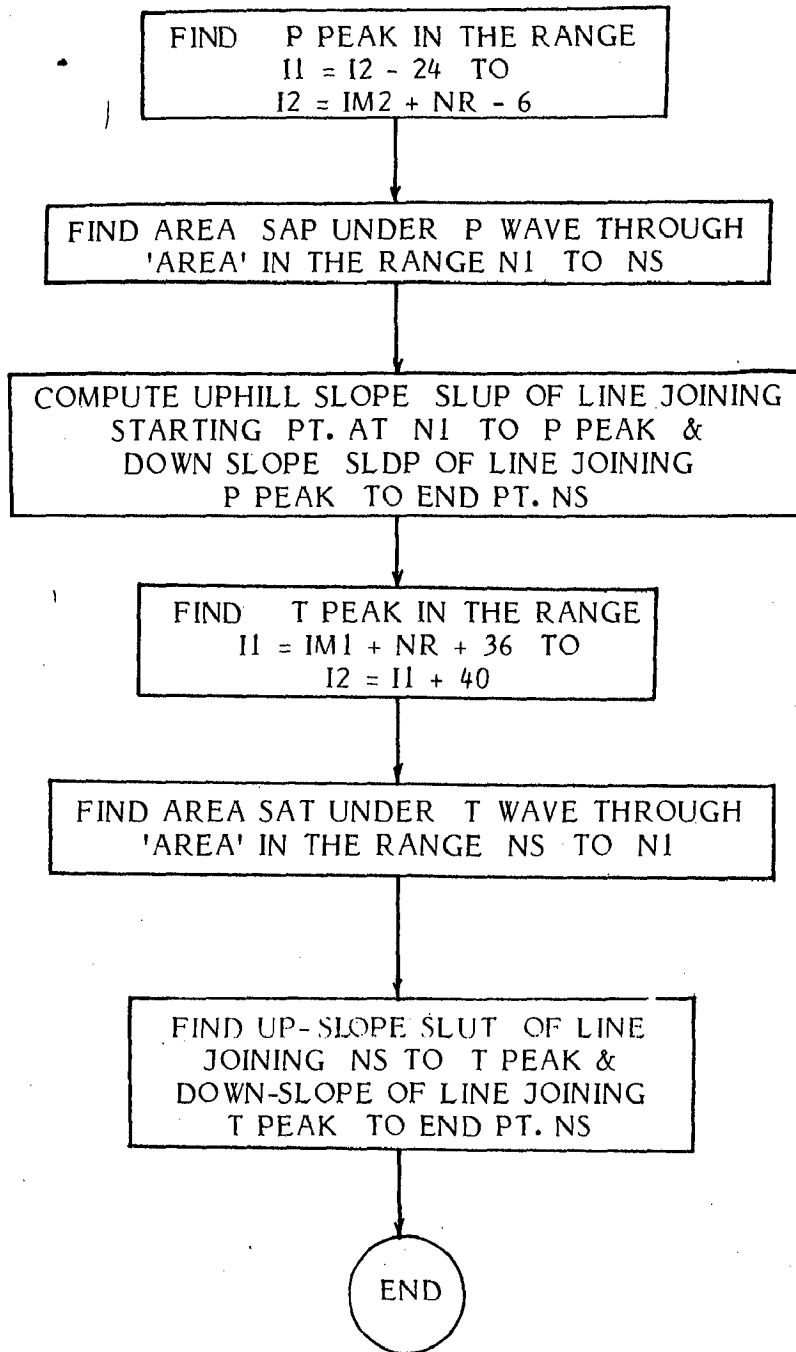 FIND P PEAK IN THE RANGE
I1 = I2 - 24 TO
I2 = IM2 + NR - 6
FIND AREA SAP UNDER P WAVE THROUGH
'AREA' IN THE RANGE N1 TO NS
COMPUTE UPHILL SLOPE SLUP OF LINE JOINING
STARTING PT. AT N1 TO P PEAK &
DOWN SLOPE SLDP OF LINE JOINING
P PEAK TO END PT. NS
FIND T PEAK IN THE RANGE
I1 = IM1 + NR + 36 TO
I2 = I1 + 40
FIND AREA SAT UNDER T WAVE THROUGH
'AREA' IN THE RANGE NS TO N1
FIND UP-SLOPE SLUT OF LINE
JOINING NS TO T PEAK &
DOWN-SLOPE OF LINE JOINING
T PEAK TO END PT. NS
END